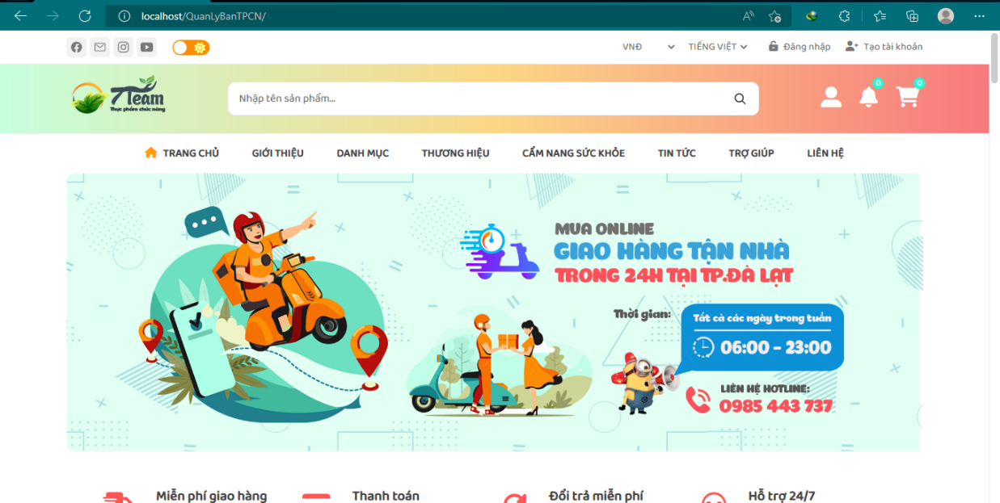 localhost/QuanLyBanTPCN/
VNĐ
TIẾNG VIỆT
Đăng nhập
Tạo tài khoản
7Team
Thực phẩm chức năng
Nhập tên sản phẩm...
0
0
TRANG CHỦ
GIỚI THIỆU
DANH MỤC
THƯƠNG HIỆU
CẨM NANG SỨC KHỎE
TIN TỨC
TRỢ GIÚP
LIÊN HỆ
MUA ONLINE
GIAO HÀNG TẬN NHÀ
TRONG 24H TẠI TP.ĐÀ LẠT
Thời gian:
Tất cả các ngày trong tuần
06:00 - 23:00
LIÊN HỆ HOTLINE:
0985 443 737
Miễn phí giao hàng
Thanh toán
Đổi trả miễn phí
Hỗ trợ 24/7